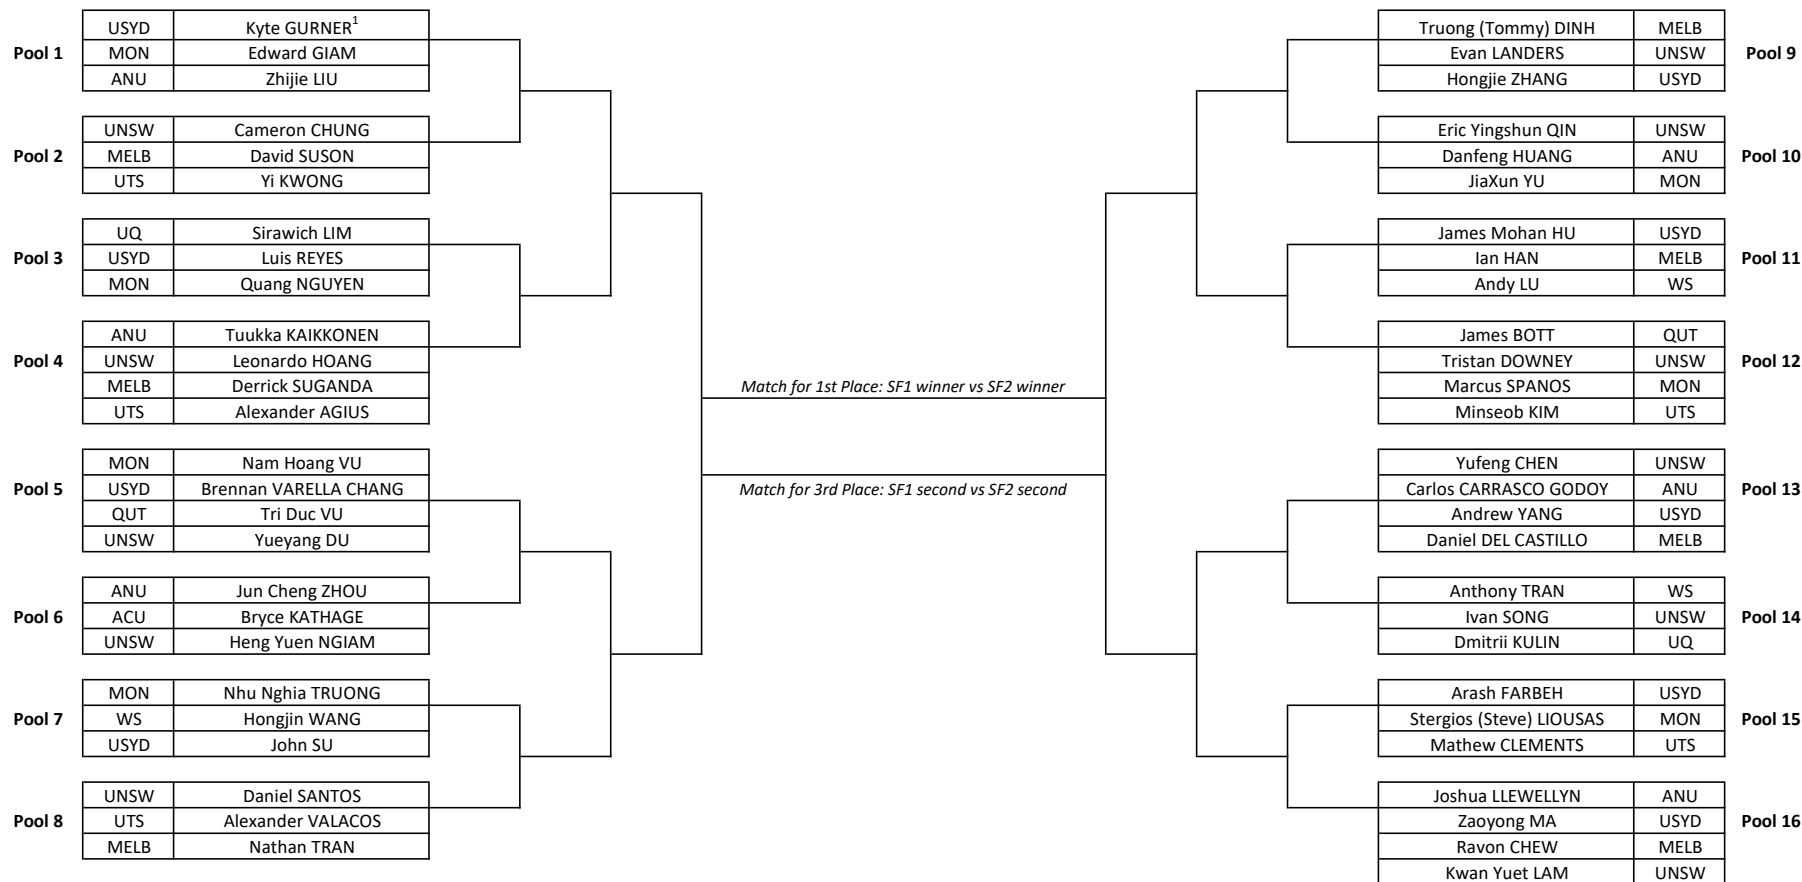 USYD Kyte GURNER¹
Pool 1 MON Edward GIAM
ANU Zhijie LIU
UNSW Cameron CHUNG
Pool 2 MELB David SUSON
UTS Yi KWONG
UQ Sirawich LIM
Pool 3 USYD Luis REYES
MON Quang NGUYEN
ANU Tuukka KAIKKONEN
Pool 4 UNSW Leonardo HOANG
MELB Derrick SUGANDA
UTS Alexander AGIUS
MON Nam Hoang VU
Pool 5 USYD Brennan VARELLA CHANG
QUT Tri Duc VU
UNSW Yueyang DU
ANU Jun Cheng ZHOU
Pool 6 ACU Bryce KATHAGE
UNSW Heng Yuen NGIAM
MON Nhu Nghia TRUONG
Pool 7 WS Hongjin WANG
USYD John SU
UNSW Daniel SANTOS
Pool 8 UTS Alexander VALACOS
MELB Nathan TRAN
Match for 1st Place: SF1 winner vs SF2 winner
Match for 3rd Place: SF1 second vs SF2 second
Truong (Tommy) DINH MELB
Evan LANDERS UNSW Pool 9
Hongjie ZHANG USYD
Eric Yingshun QIN UNSW
Danfeng HUANG ANU Pool 10
JiaXun YU MON
James Mohan HU USYD
Ian HAN MELB Pool 11
Andy LU WS
James BOTT QUT
Tristan DOWNEY UNSW Pool 12
Marcus SPANOS MON
Minseob KIM UTS
Yufeng CHEN UNSW
Carlos CARRASCO GODOY ANU Pool 13
Andrew YANG USYD
Daniel DEL CASTILLO MELB
Anthony TRAN WS
Ivan SONG UNSW Pool 14
Dmitrii KULIN UQ
Arash FARBEH USYD
Stergios (Steve) LIOUSAS MON Pool 15
Mathew CLEMENTS UTS
Joshua LLEWELLYN ANU
Zaoyong MA USYD Pool 16
Ravon CHEW MELB
Kwan Yuet LAM UNSW